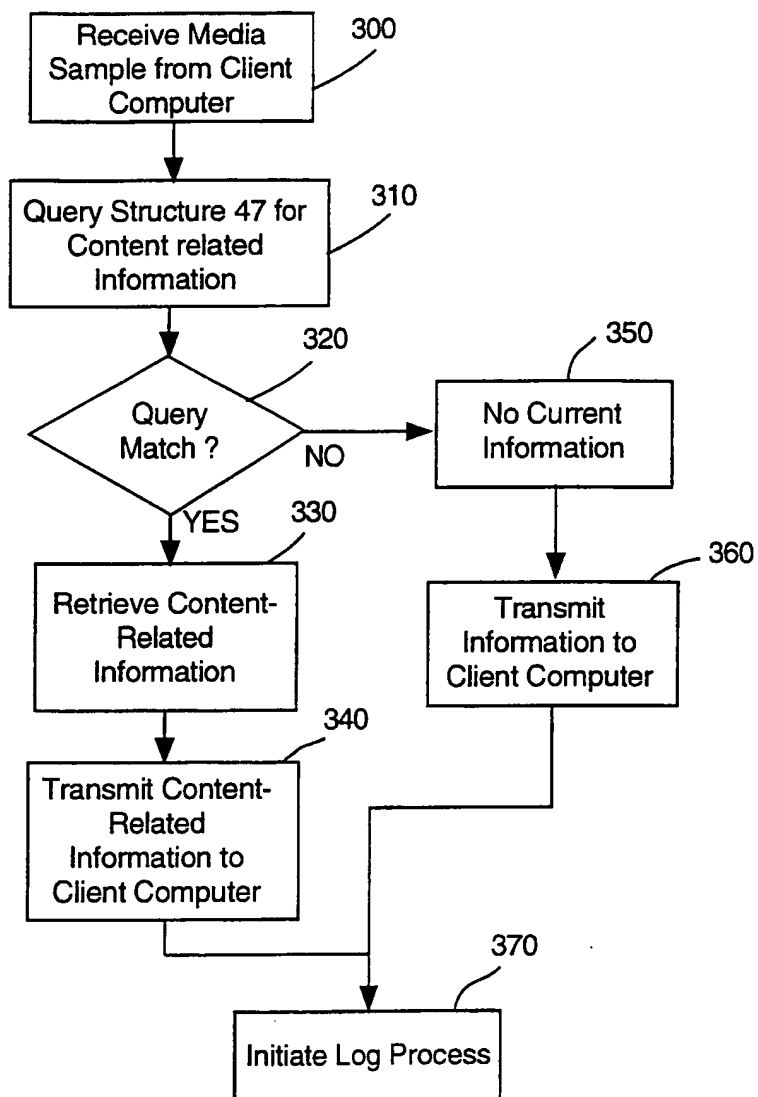 Receive Media
Sample from Client
Computer
300
Query Structure 47 for
Content related
Information
310
320
Query
Match ?
NO
YES
350
No Current
Information
330
Retrieve Content-
Related
Information
360
Transmit
Information to
Client Computer
340
Transmit Content-
Related
Information to
Client Computer
370
Initiate Log Process